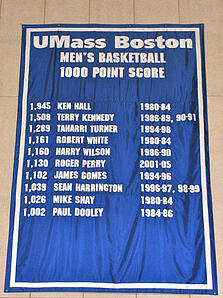 UMass Boston
MEN'S BASKETBALL
1000 POINT SCORE
1,945 KEN HALL 1980-84
1,508 TERRY KENNEDY 1986-89, 90-91
1,289 TAHARRI TURNER 1994-98
1,161 ROBERT WHITE 1980-84
1,160 HARRY WILSON 1986-90
1,130 ROGER PERRY 2001-05
1,102 JAMES GOMES 1994-96
1,039 SEAN HARRINGTON 1996-97, 98-99
1,026 MIKE SHAY 1980-84
1,002 PAUL DOOLEY 1984-86